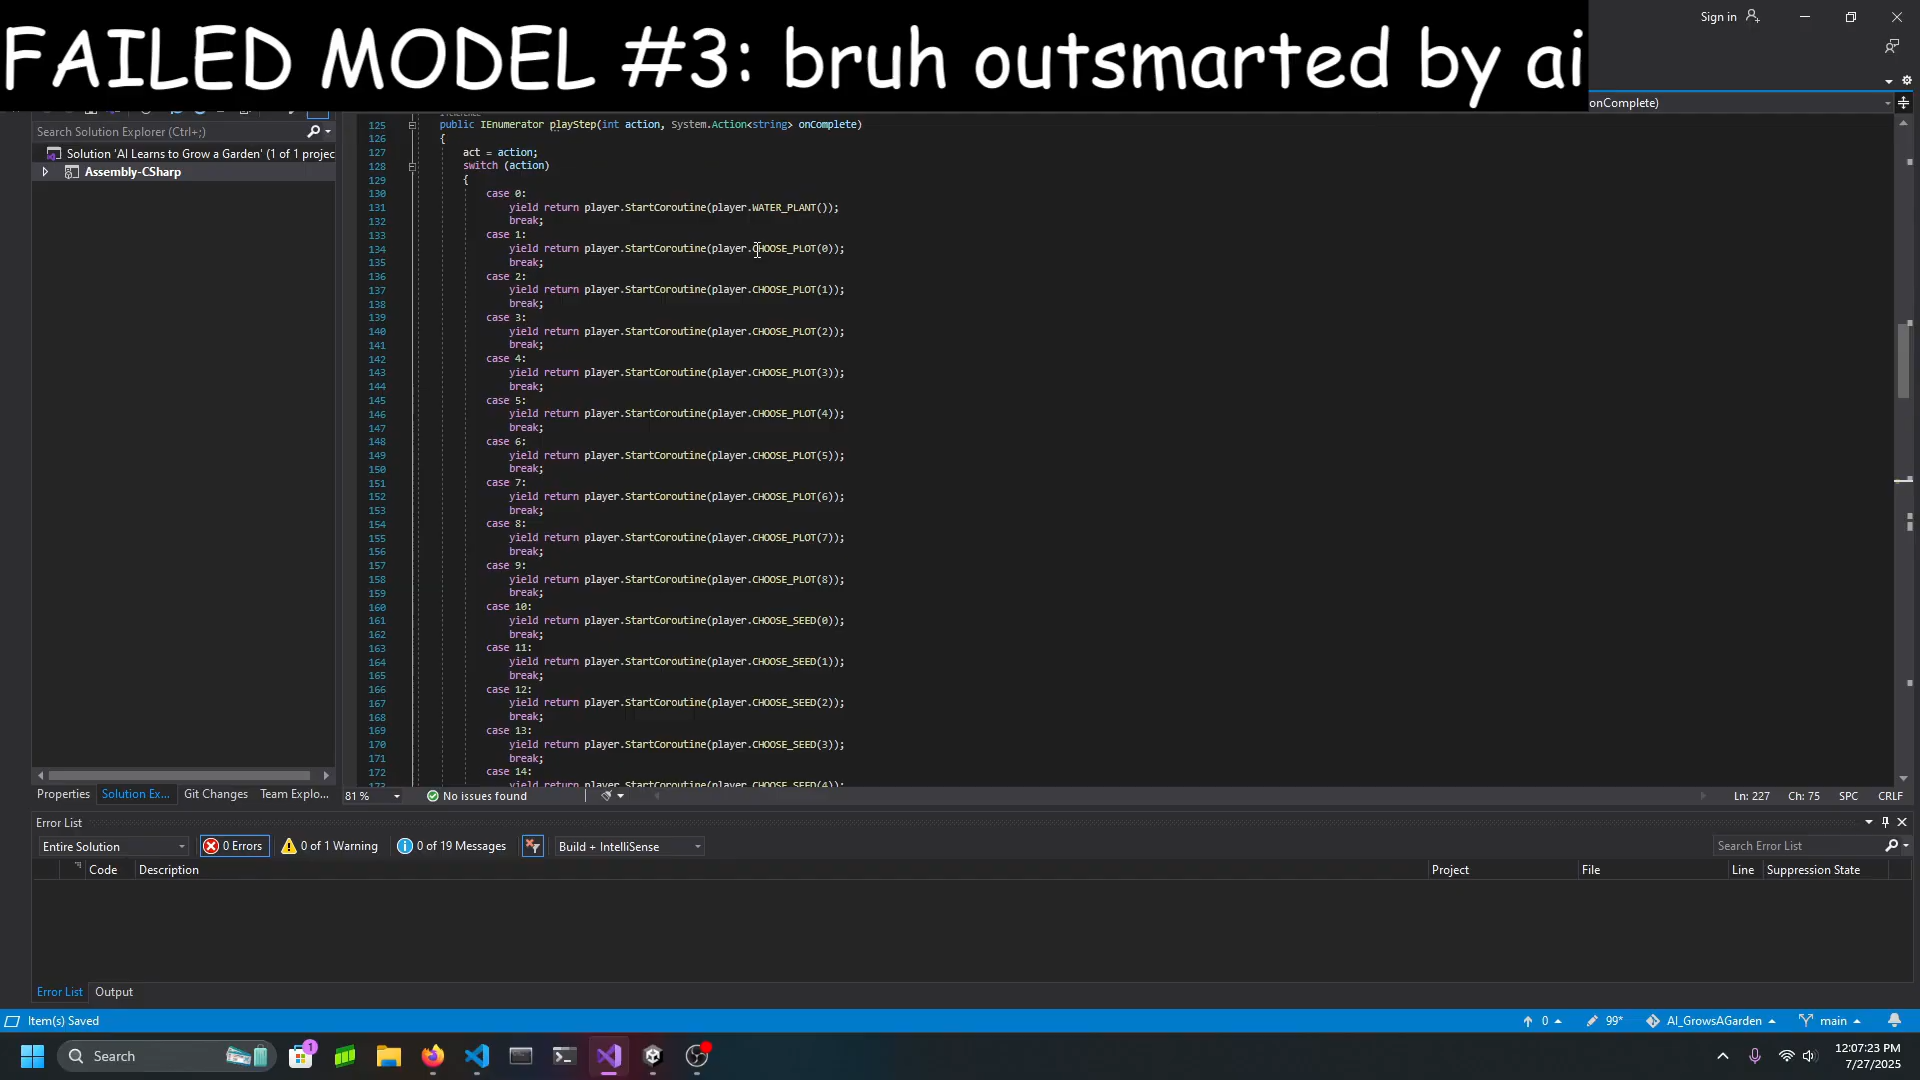 FAILED MODEL #3: bruh outsmarted by ai
Sign in
onComplete)
Search Solution Explorer (Ctrl+;)
Solution 'AI Learns to Grow a Garden' (1 of 1 projec
Assembly-CSharp
125 public IEnumerator playStep(int action, System.Action<string> onComplete)
126 {
127 act = action;
128 switch (action)
129 {
130 case 0:
131 yield return player.StartCoroutine(player.WATER_PLANT());
132 break;
133 case 1:
134 yield return player.StartCoroutine(player.CHOOSE_PLOT(0));
135 break;
136 case 2:
137 yield return player.StartCoroutine(player.CHOOSE_PLOT(1));
138 break;
139 case 3:
140 yield return player.StartCoroutine(player.CHOOSE_PLOT(2));
141 break;
142 case 4:
143 yield return player.StartCoroutine(player.CHOOSE_PLOT(3));
144 break;
145 case 5:
146 yield return player.StartCoroutine(player.CHOOSE_PLOT(4));
147 break;
148 case 6:
149 yield return player.StartCoroutine(player.CHOOSE_PLOT(5));
150 break;
151 case 7:
152 yield return player.StartCoroutine(player.CHOOSE_PLOT(6));
153 break;
154 case 8:
155 yield return player.StartCoroutine(player.CHOOSE_PLOT(7));
156 break;
157 case 9:
158 yield return player.StartCoroutine(player.CHOOSE_PLOT(8));
159 break;
160 case 10:
161 yield return player.StartCoroutine(player.CHOOSE_SEED(0));
162 break;
163 case 11:
164 yield return player.StartCoroutine(player.CHOOSE_SEED(1));
165 break;
166 case 12:
167 yield return player.StartCoroutine(player.CHOOSE_SEED(2));
168 break;
169 case 13:
170 yield return player.StartCoroutine(player.CHOOSE_SEED(3));
171 break;
172 case 14:
yield return player.StartCoroutine(player.CHOOSE_SEED(4));
Properties Solution Ex... Git Changes Team Explo...
81 % No issues found Ln: 227 Ch: 75 SPC CRLF
Error List
Entire Solution 0 Errors 0 of 1 Warning 0 of 19 Messages Build + IntelliSense Search Error List
Code Description Project File Line Suppression State
Error List Output
Item(s) Saved 0 99* AI_GrowsAGarden main
Search 1 12:07:23 PM
7/27/2025